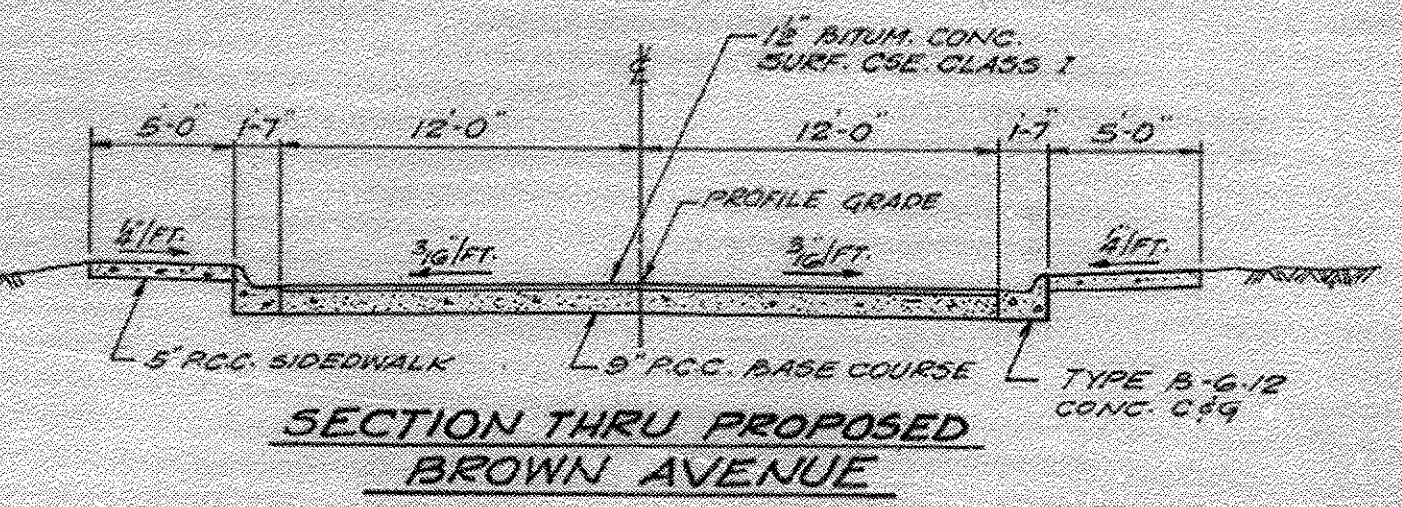 1½" BITUM. CONC.
SURF. CSE. CLASS I
℄
5'-0" 1'-7" 12'-0" 12'-0" 1'-7" 5'-0"
PROFILE GRADE
¼"/FT. 3/16"/FT. 3/16"/FT. ¼"/FT.
5" P.C.C. SIDEDWALK
9" P.C.C. BASE COURSE
TYPE B-6.12
CONC. C&G
SECTION THRU PROPOSED
BROWN AVENUE